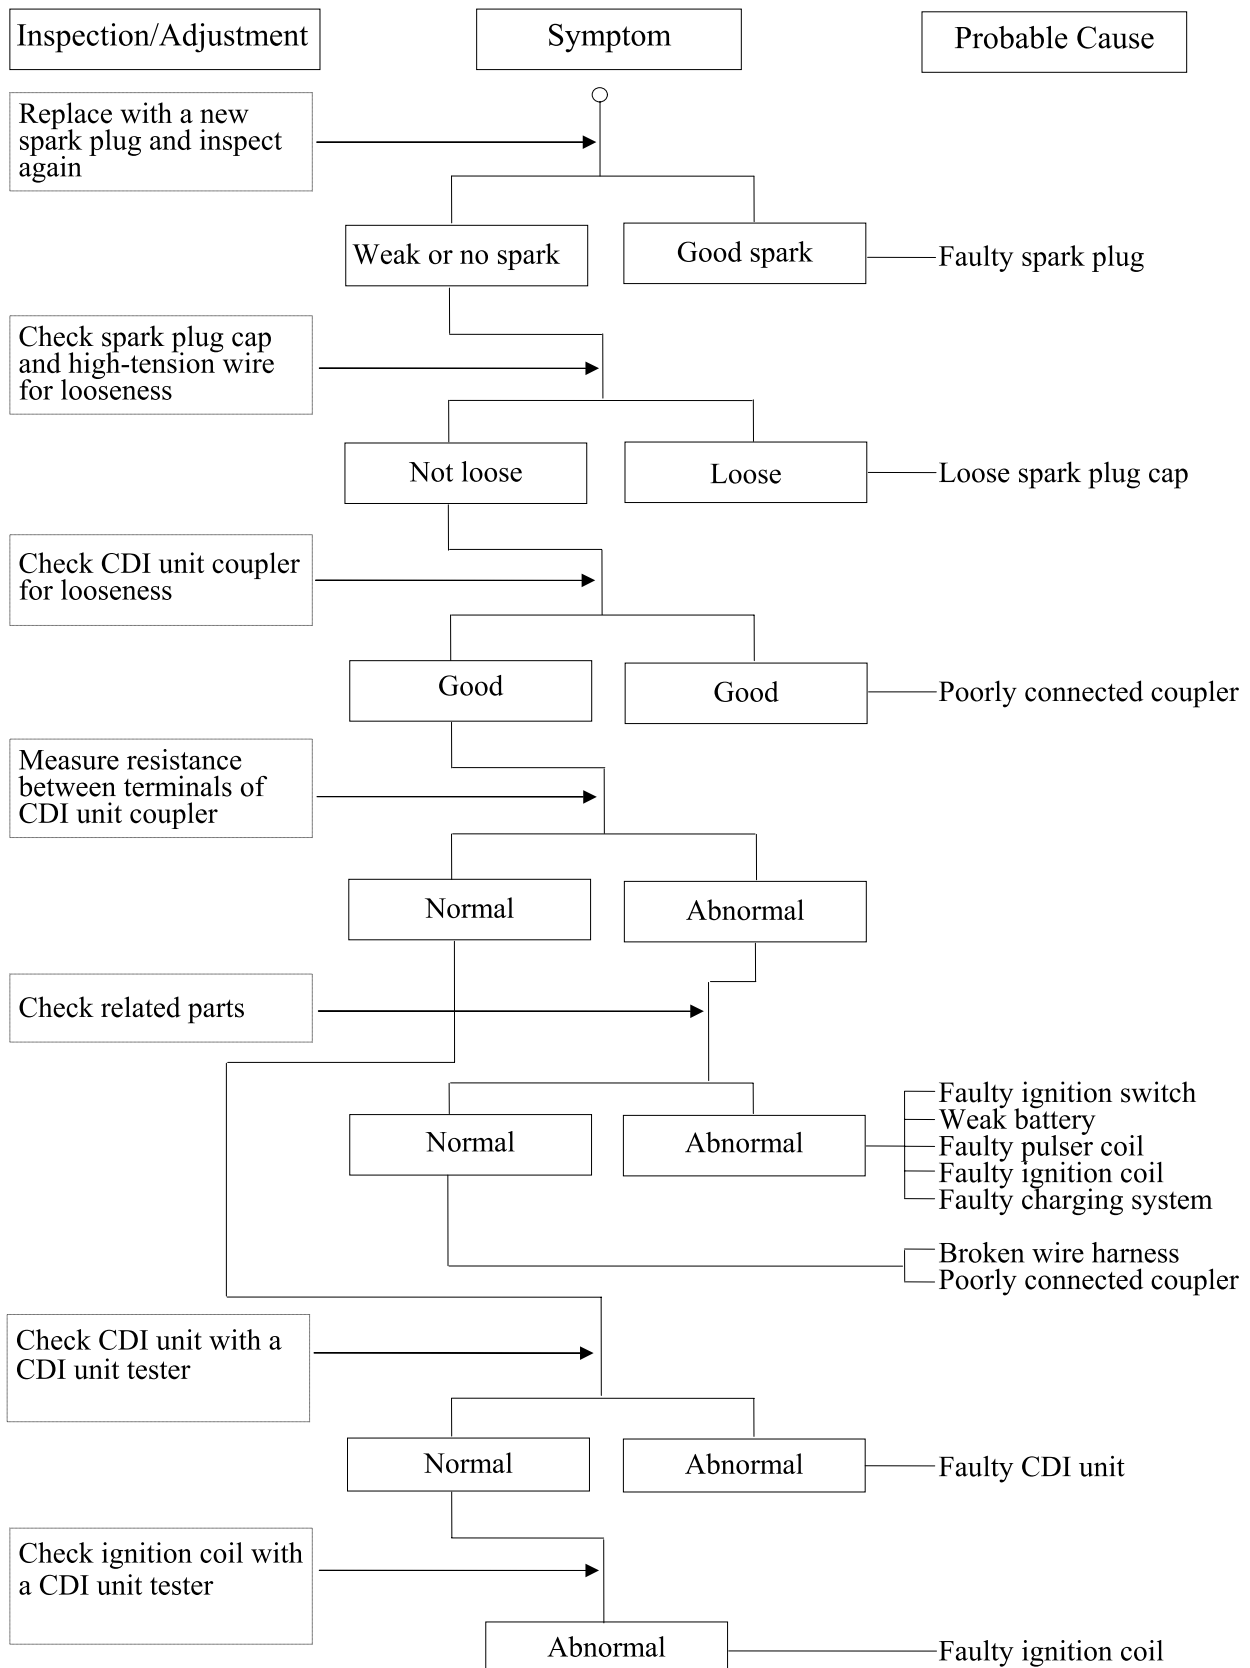 Inspection/Adjustment
Symptom
Probable Cause
Replace with a new
spark plug and inspect
again
Weak or no spark
Good spark
Faulty spark plug
Check spark plug cap
and high-tension wire
for looseness
Not loose
Loose
Loose spark plug cap
Check CDI unit coupler
for looseness
Good
Good
Poorly connected coupler
Measure resistance
between terminals of
CDI unit coupler
Normal
Abnormal
Check related parts
Normal
Abnormal
Faulty ignition switch
Weak battery
Faulty pulser coil
Faulty ignition coil
Faulty charging system
Broken wire harness
Poorly connected coupler
Check CDI unit with a
CDI unit tester
Normal
Abnormal
Faulty CDI unit
Check ignition coil with
a CDI unit tester
Abnormal
Faulty ignition coil